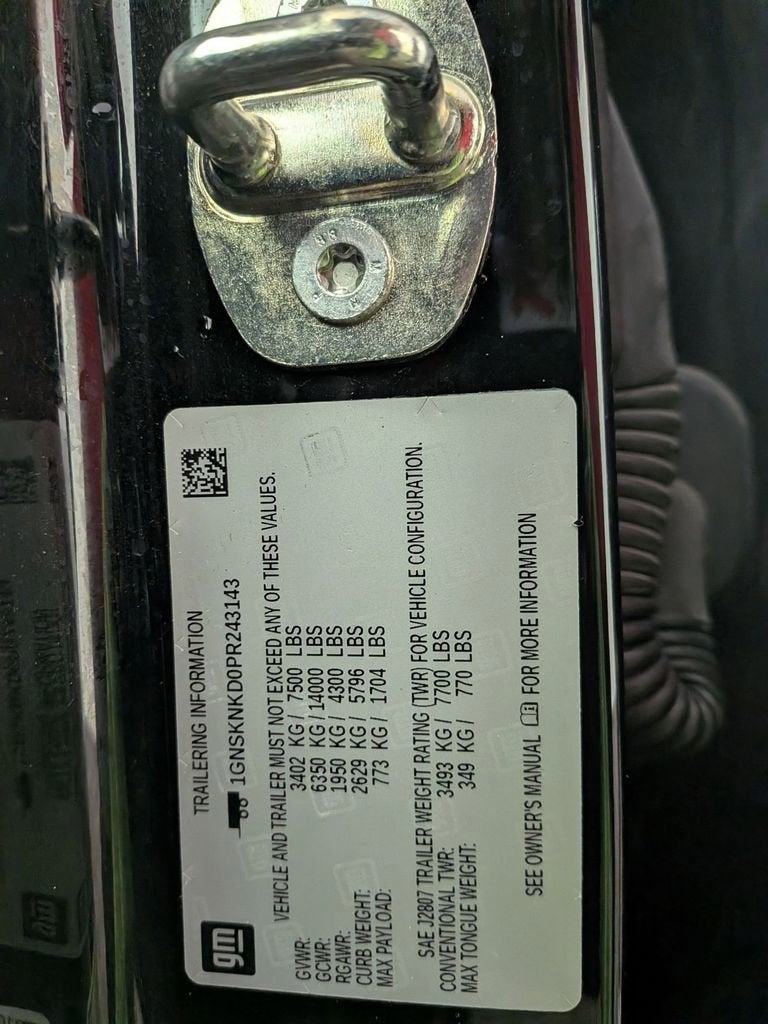 gm
TRAILERING INFORMATION
1GNSKNKD0PR243143
VEHICLE AND TRAILER MUST NOT EXCEED ANY OF THESE VALUES.
GVWR: 3402 KG / 7500 LBS
GCWR: 6350 KG / 14000 LBS
RGAWR: 1950 KG / 4300 LBS
CURB WEIGHT: 2629 KG / 5796 LBS
MAX PAYLOAD: 773 KG / 1704 LBS
SAE J2807 TRAILER WEIGHT RATING (TWR) FOR VEHICLE CONFIGURATION.
CONVENTIONAL TWR: 3493 KG / 7700 LBS
MAX TONGUE WEIGHT: 349 KG / 770 LBS
SEE OWNER'S MANUAL FOR MORE INFORMATION